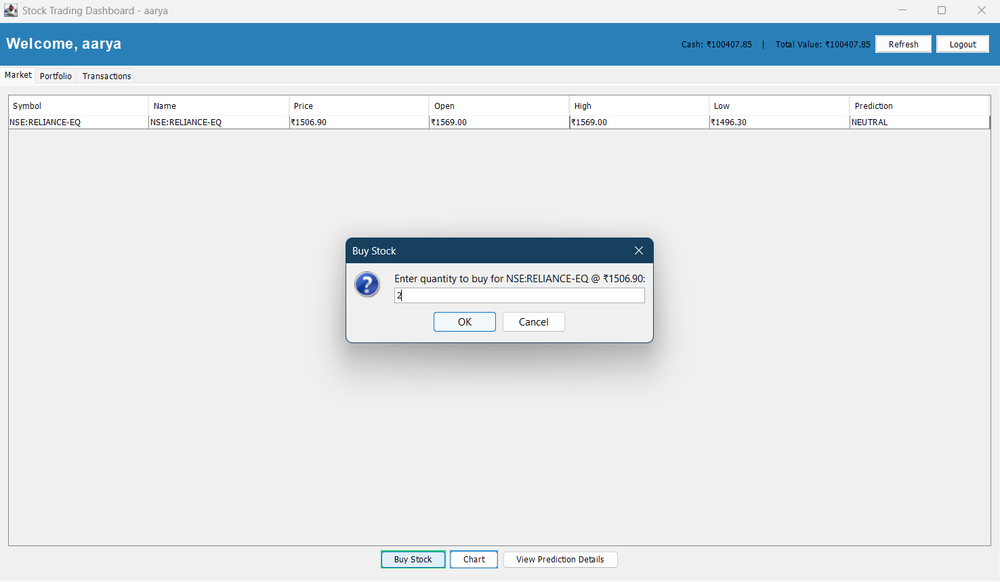 Stock Trading Dashboard - aarya
Welcome, aarya
Cash: ₹100407.85 | Total Value: ₹100407.85 Refresh Logout
Market Portfolio Transactions
Symbol Name Price Open High Low Prediction
NSE:RELIANCE-EQ NSE:RELIANCE-EQ ₹1506.90 ₹1569.00 ₹1569.00 ₹1496.30 NEUTRAL
Buy Stock
Enter quantity to buy for NSE:RELIANCE-EQ @ ₹1506.90:
2
OK Cancel
Buy Stock Chart View Prediction Details